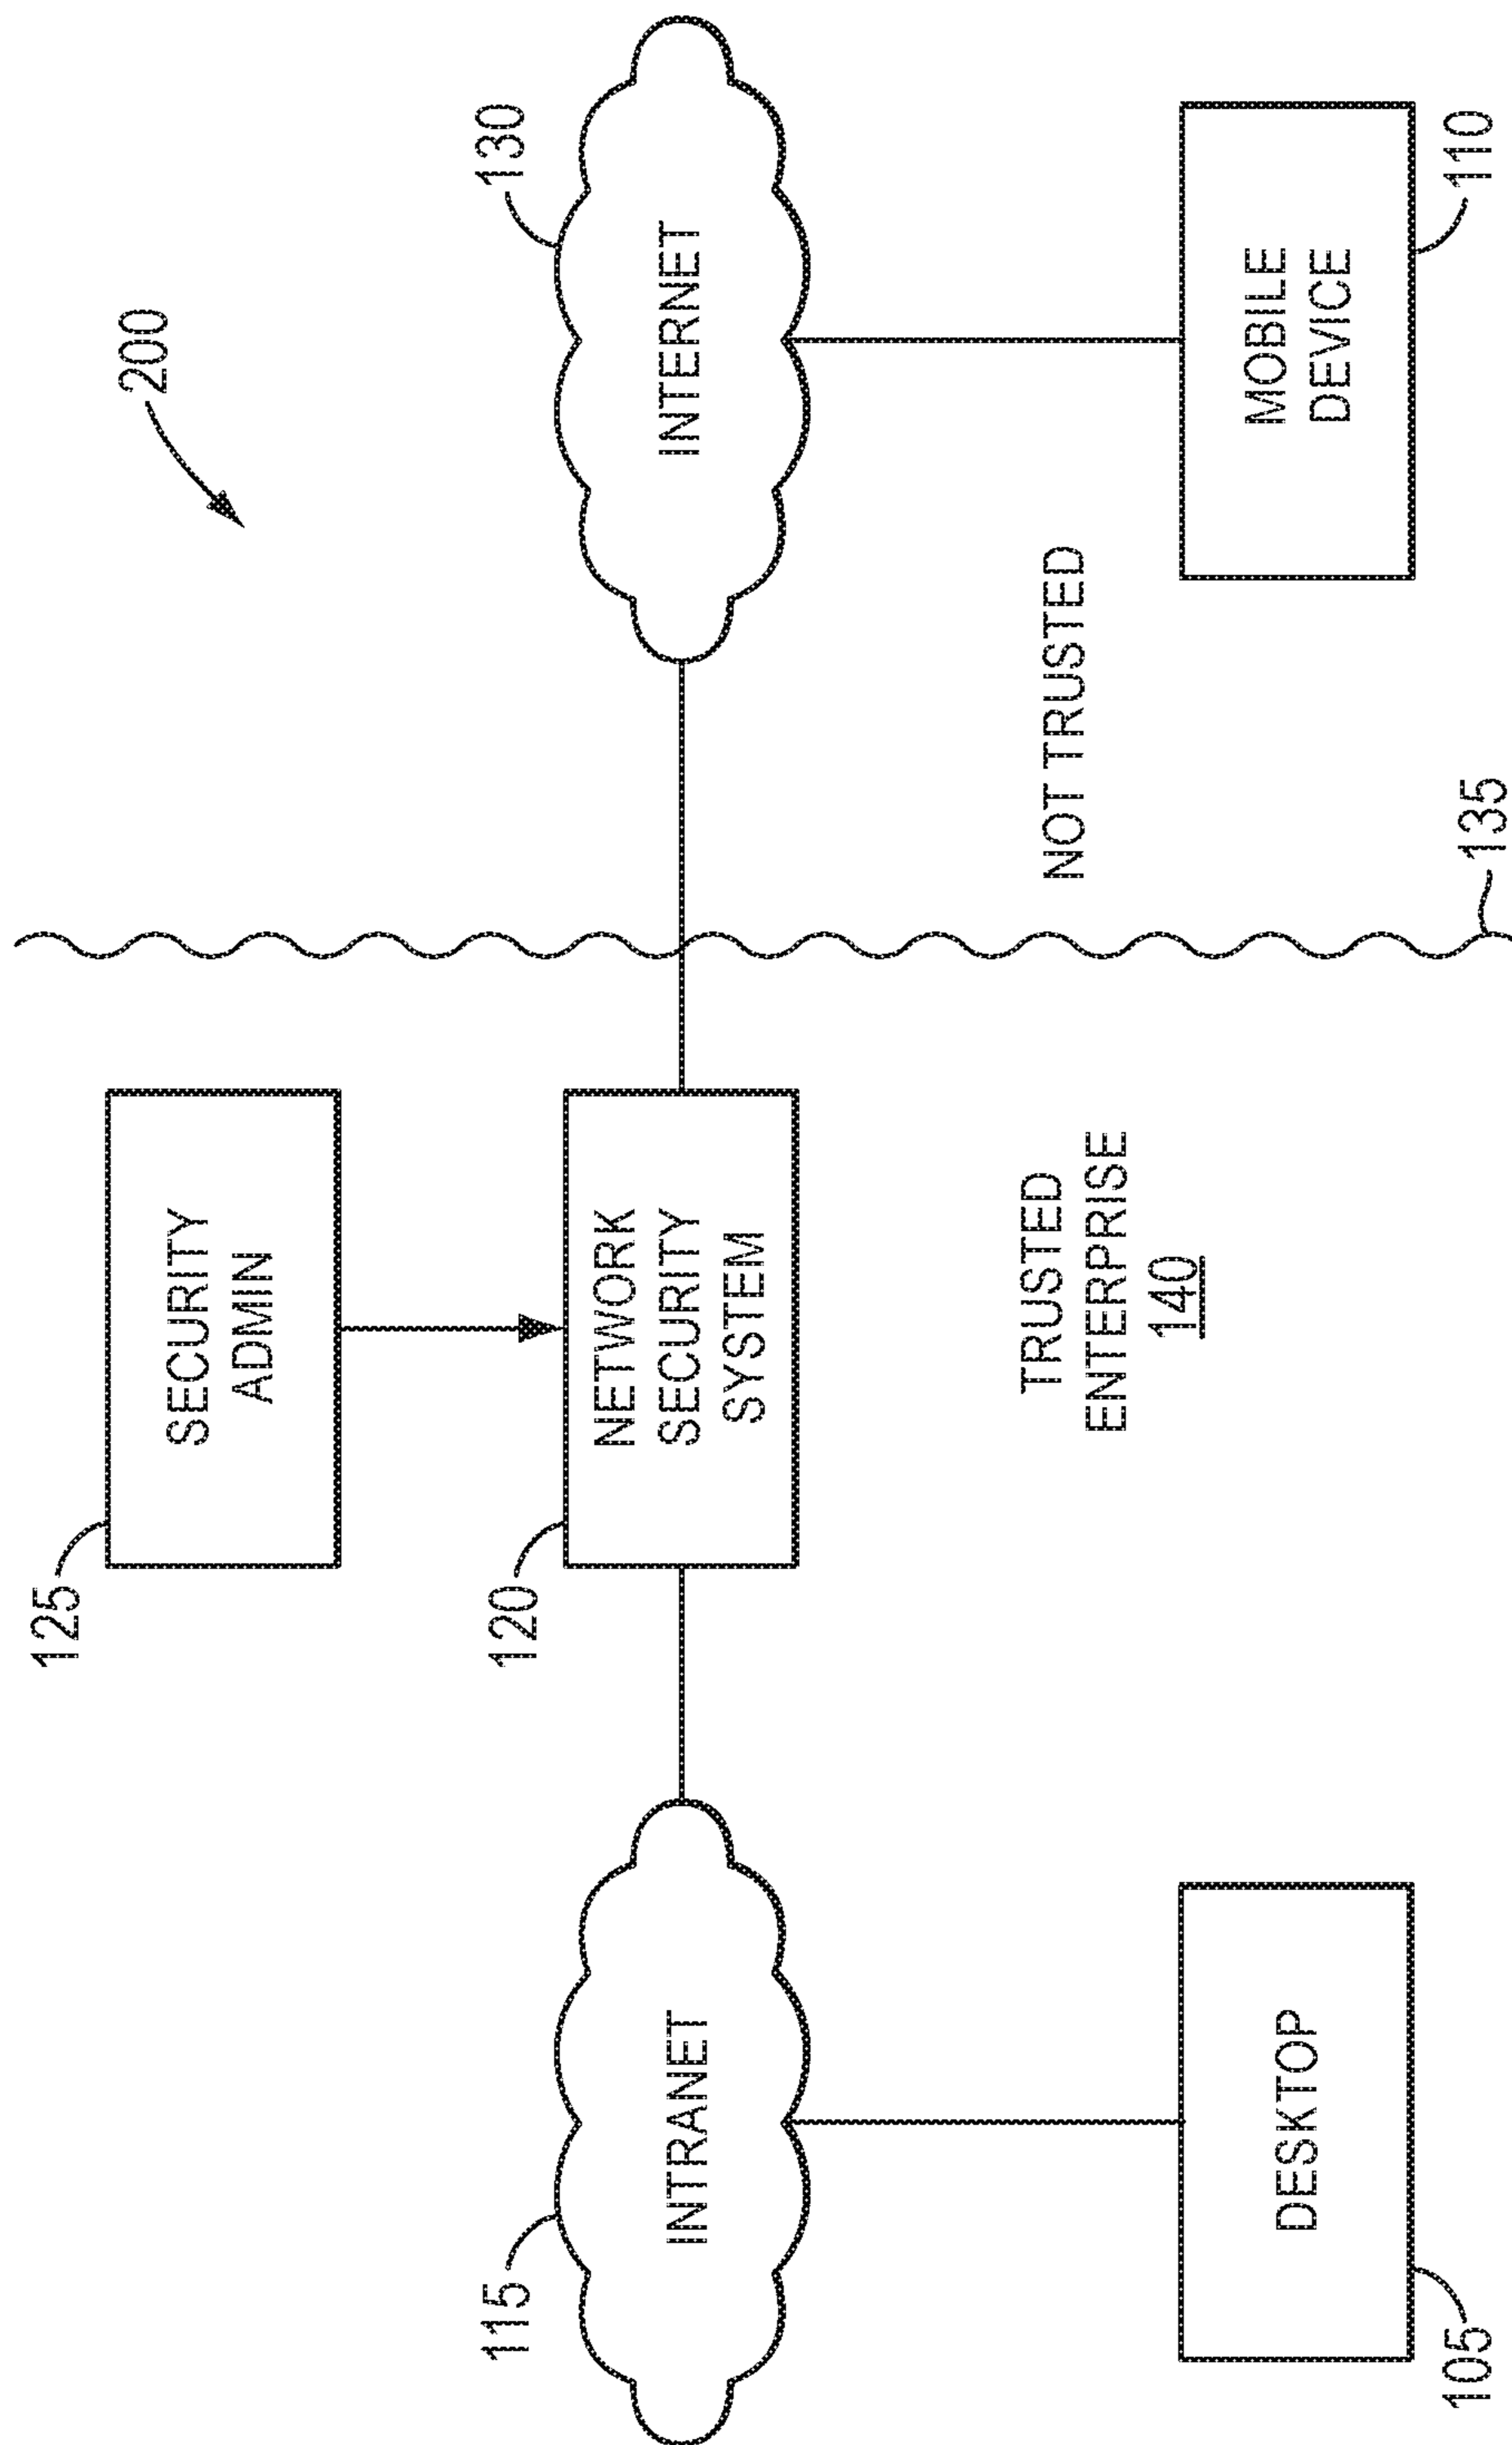 200
125
SECURITY
ADMIN
130
INTERNET
120
NETWORK
SECURITY
SYSTEM
115
INTRANET
NOT TRUSTED
TRUSTED
ENTERPRISE
140
MOBILE
DEVICE
110
DESKTOP
105
135